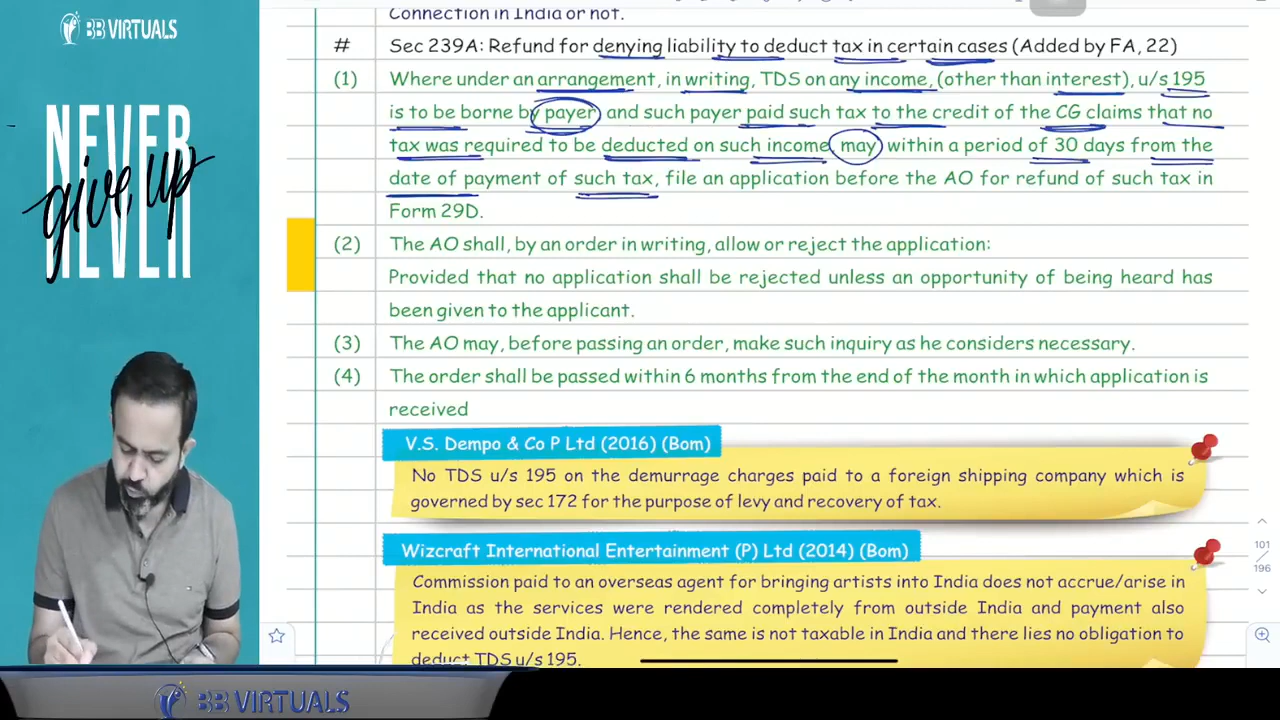 BB VIRTUALS
NEVER
give up
NEVER
Connection in India or not.
# Sec 239A: Refund for denying liability to deduct tax in certain cases (Added by FA, 22)
(1) Where under an arrangement, in writing, TDS on any income, (other than interest), u/s 195
is to be borne by payer and such payer paid such tax to the credit of the CG claims that no
tax was required to be deducted on such income, may within a period of 30 days from the
date of payment of such tax, file an application before the AO for refund of such tax in
Form 29D.
(2) The AO shall, by an order in writing, allow or reject the application:
Provided that no application shall be rejected unless an opportunity of being heard has
been given to the applicant.
(3) The AO may, before passing an order, make such inquiry as he considers necessary.
(4) The order shall be passed within 6 months from the end of the month in which application is
received
V.S. Dempo & Co P Ltd (2016) (Bom)
No TDS u/s 195 on the demurrage charges paid to a foreign shipping company which is
governed by sec 172 for the purpose of levy and recovery of tax.
Wizcraft International Entertainment (P) Ltd (2014) (Bom)
Commission paid to an overseas agent for bringing artists into India does not accrue/arise in
India as the services were rendered completely from outside India and payment also
received outside India. Hence, the same is not taxable in India and there lies no obligation to
deduct TDS u/s 195.
101
196
BB VIRTUALS